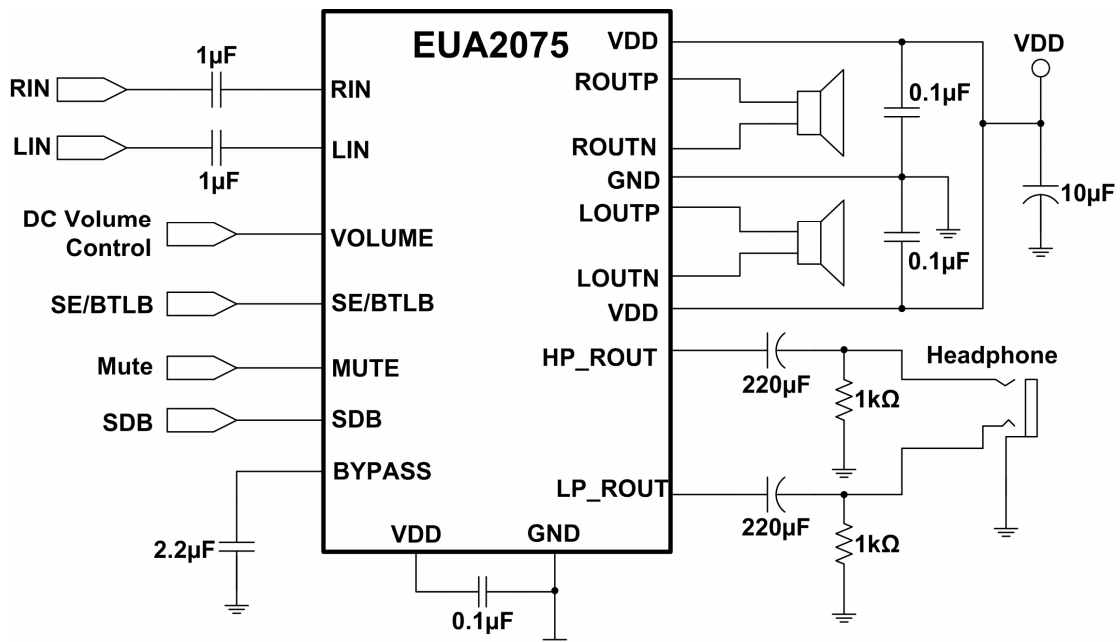 EUA2075
RIN
1µF
RIN
LIN
1µF
LIN
DC Volume
Control
VOLUME
SE/BTLB
SE/BTLB
Mute
MUTE
SDB
SDB
BYPASS
2.2µF
VDD
GND
0.1µF
VDD
ROUTP
ROUTN
GND
LOUTP
LOUTN
VDD
HP_ROUT
LP_ROUT
0.1µF
0.1µF
VDD
10µF
220µF
1kΩ
Headphone
220µF
1kΩ